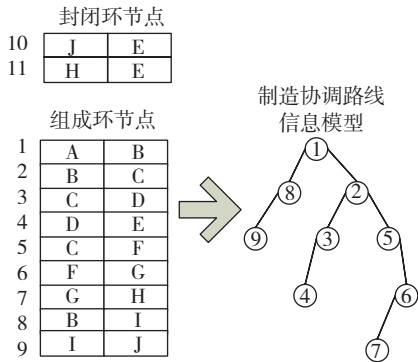 封闭环节点
10 J E
11 H E
组成环节点
1 A B
2 B C
3 C D
4 D E
5 C F
6 F G
7 G H
8 B I
9 I J
制造协调路线
信息模型
1
8 2
9 3 5
4 6
7